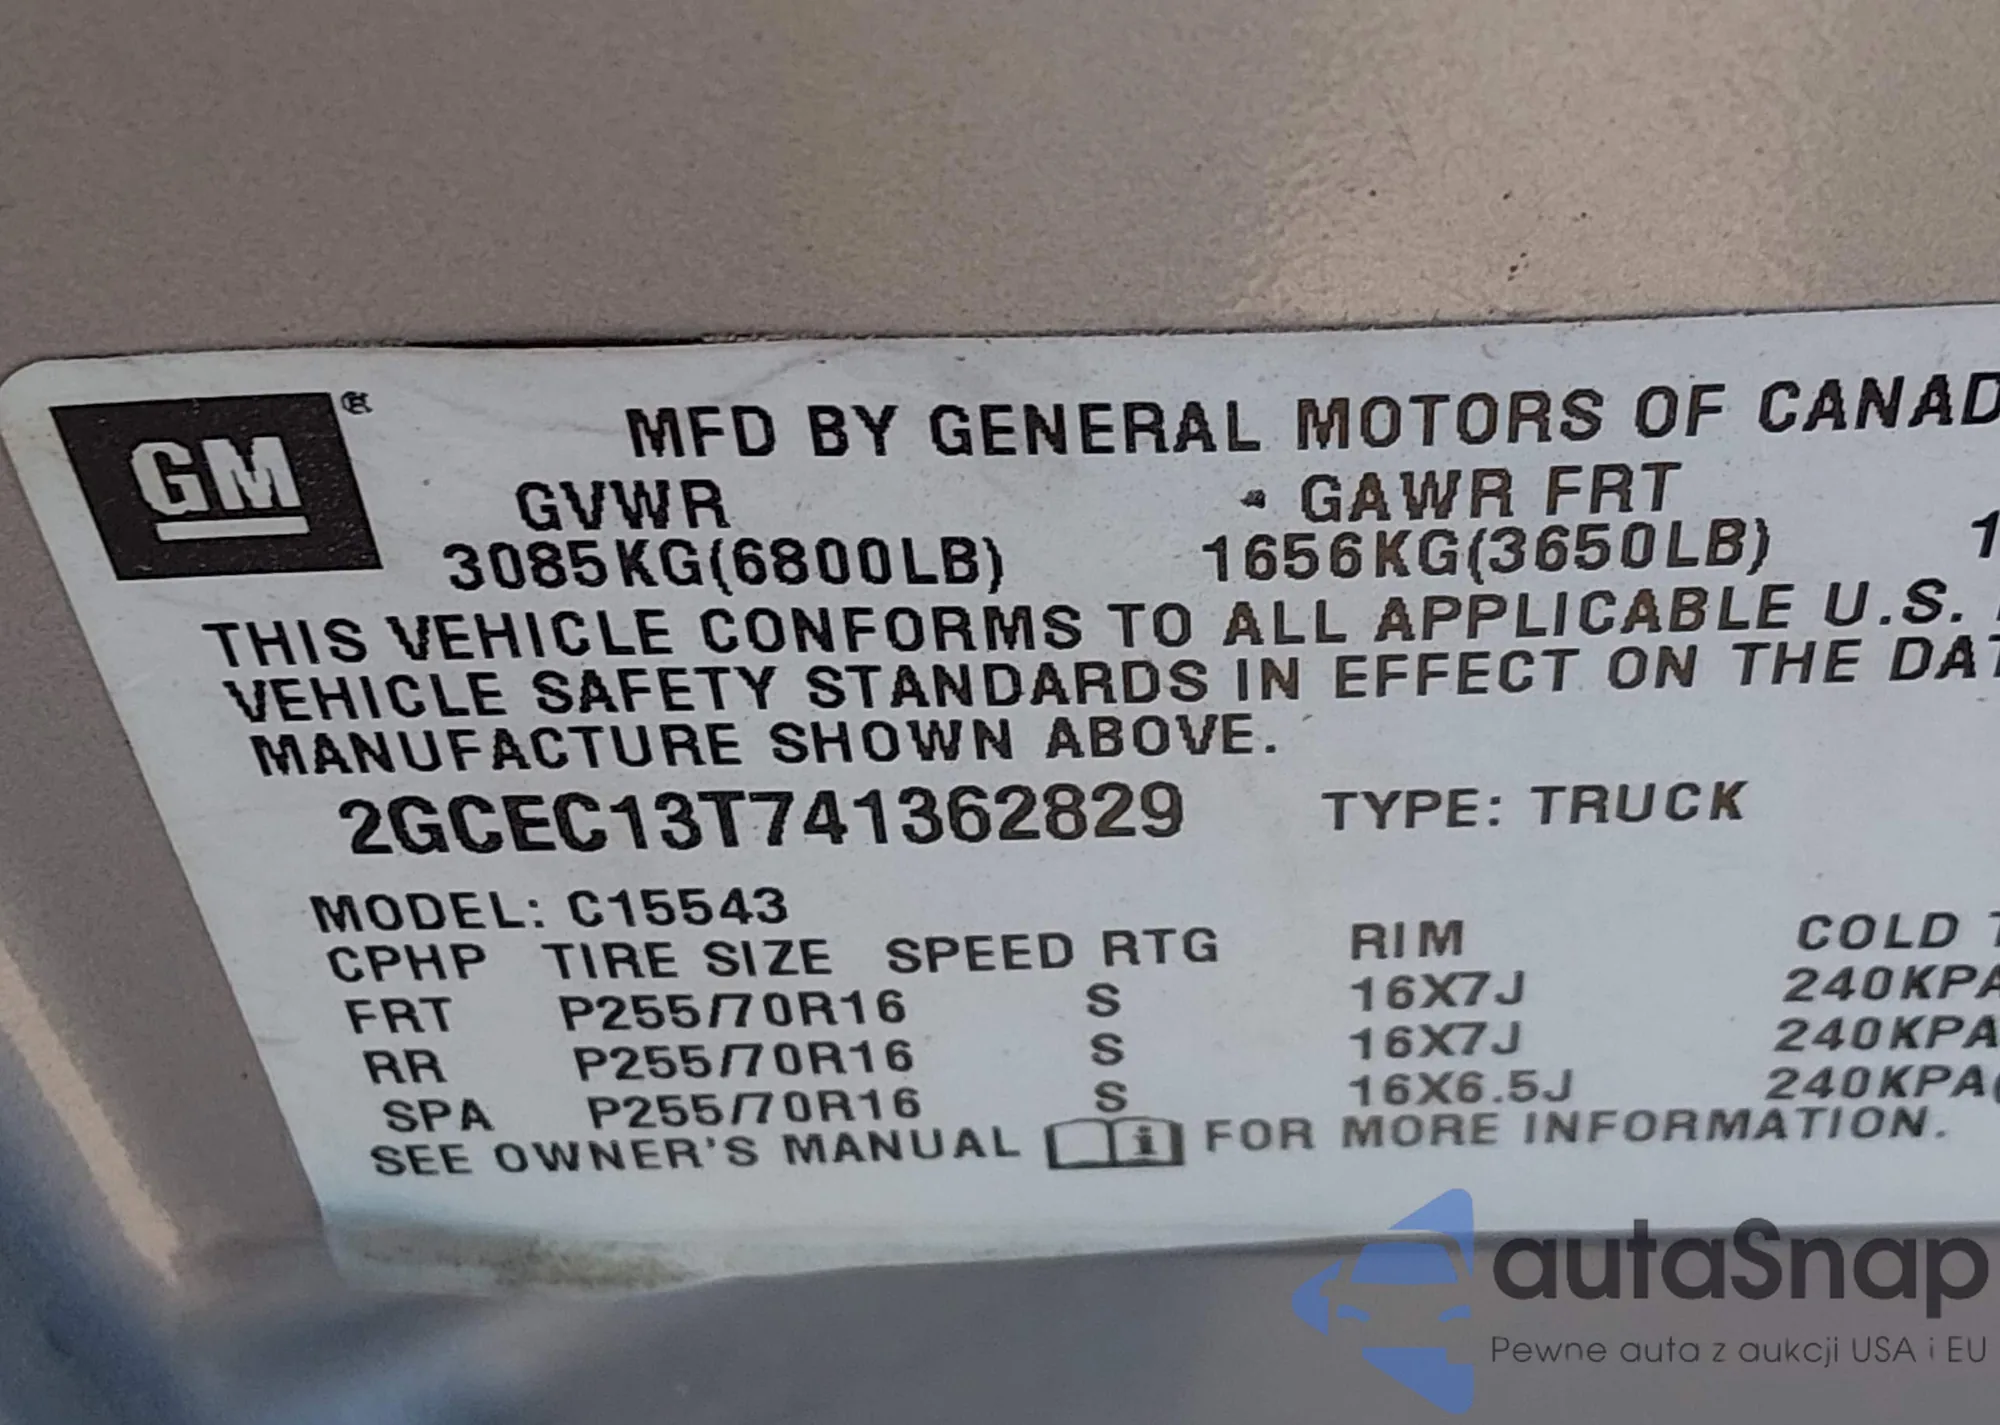 GM ®
MFD BY GENERAL MOTORS OF CANAD
GVWR GAWR FRT
3085KG(6800LB) 1656KG(3650LB) 1
THIS VEHICLE CONFORMS TO ALL APPLICABLE U.S.
VEHICLE SAFETY STANDARDS IN EFFECT ON THE DAT
MANUFACTURE SHOWN ABOVE.
2GCEC13T741362829 TYPE: TRUCK
MODEL: C15543
CPHP TIRE SIZE SPEED RTG RIM COLD T
FRT P255/70R16 S 16X7J 240KPA
RR P255/70R16 S 16X7J 240KPA
SPA P255/70R16 S 16X6.5J 240KPA(
SEE OWNER'S MANUAL i FOR MORE INFORMATION.
autaSnap
Pewne auta z aukcji USA i EU